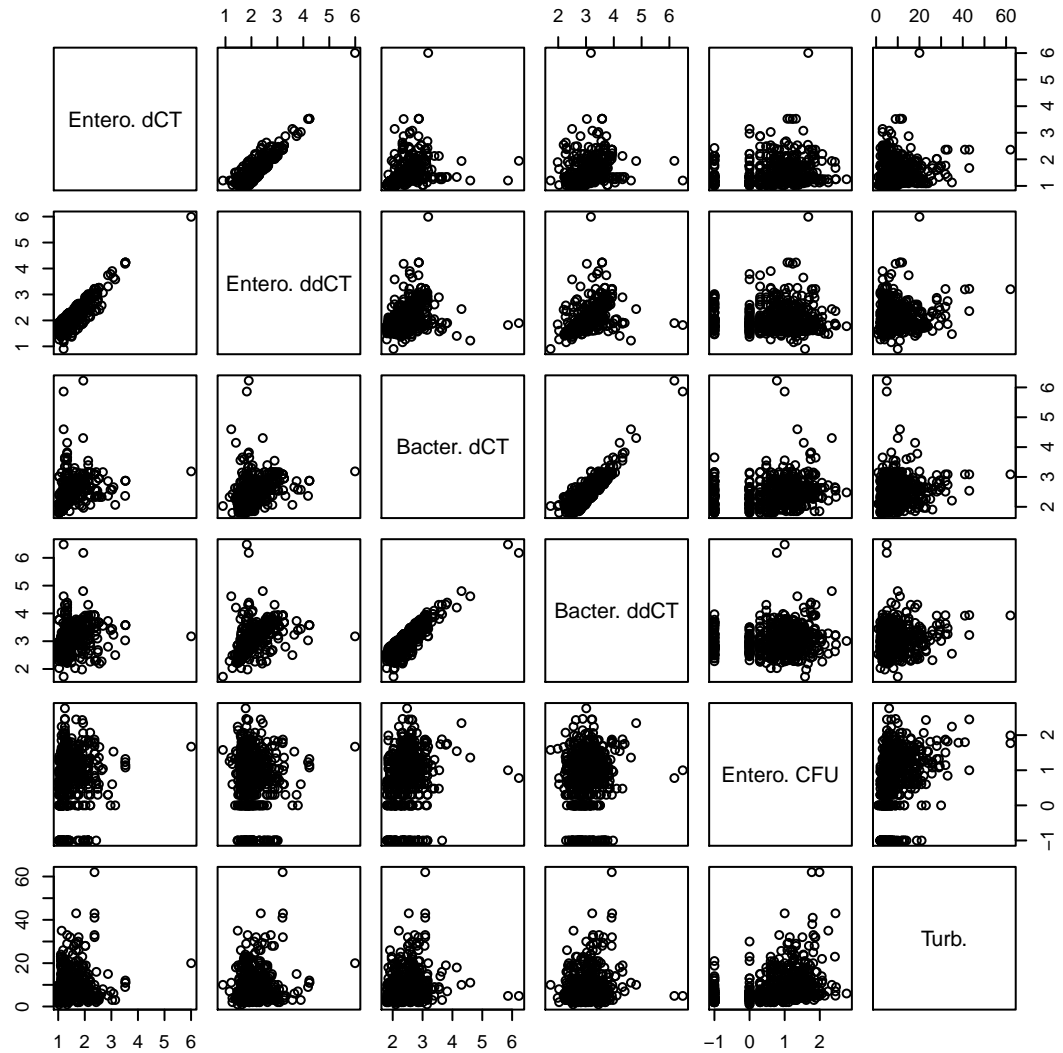 1 2 3 4 5 6
2 3 4 5 6
0 20 40 60
Entero. dCT
1 2 3 4 5 6
1 2 3 4 5 6
Entero. ddCT
Bacter. dCT
2 3 4 5 6
2 3 4 5 6
Bacter. ddCT
Entero. CFU
−1 0 1 2
0 20 40 60
Turb.
1 2 3 4 5 6
2 3 4 5 6
−1 0 1 2